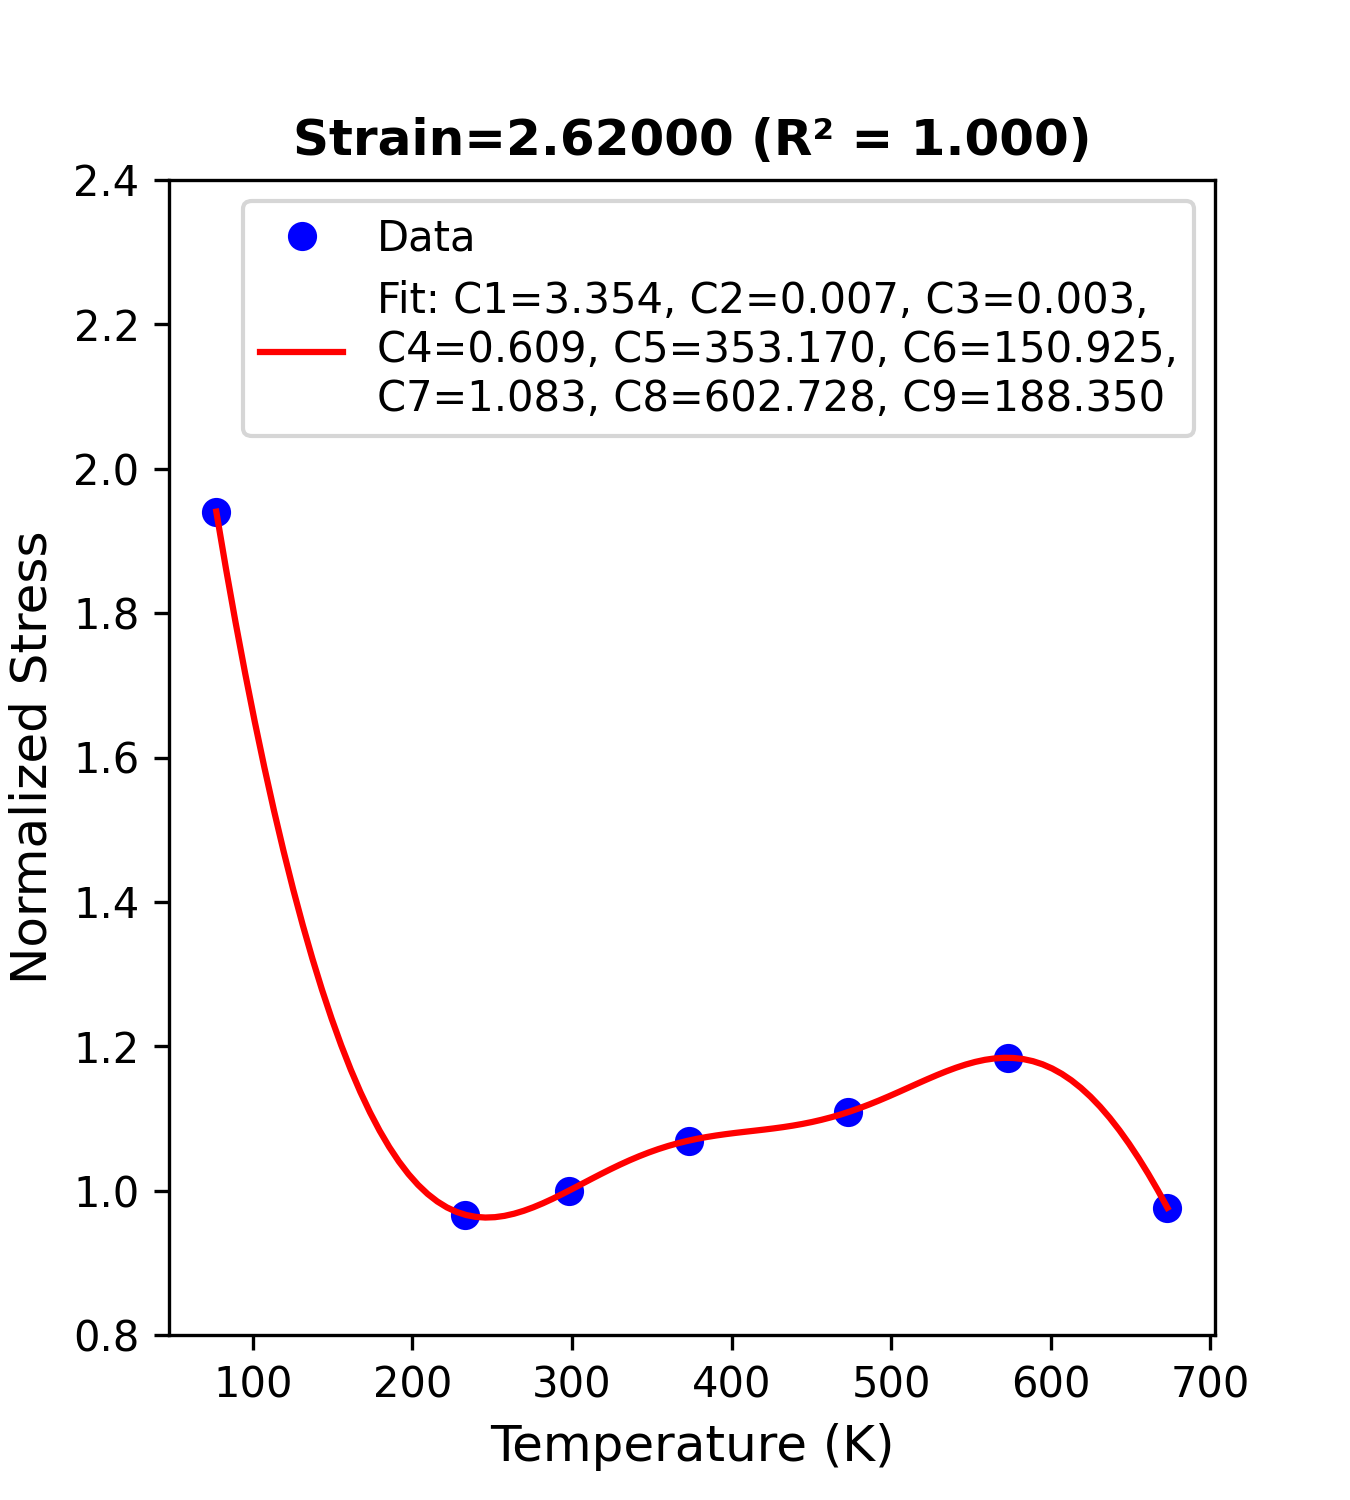 Strain=2.62000 (R² = 1.000)
Data
Fit: C1=3.354, C2=0.007, C3=0.003,
C4=0.609, C5=353.170, C6=150.925,
C7=1.083, C8=602.728, C9=188.350
Normalized Stress
2.4
2.2
2.0
1.8
1.6
1.4
1.2
1.0
0.8
100 200 300 400 500 600 700
Temperature (K)